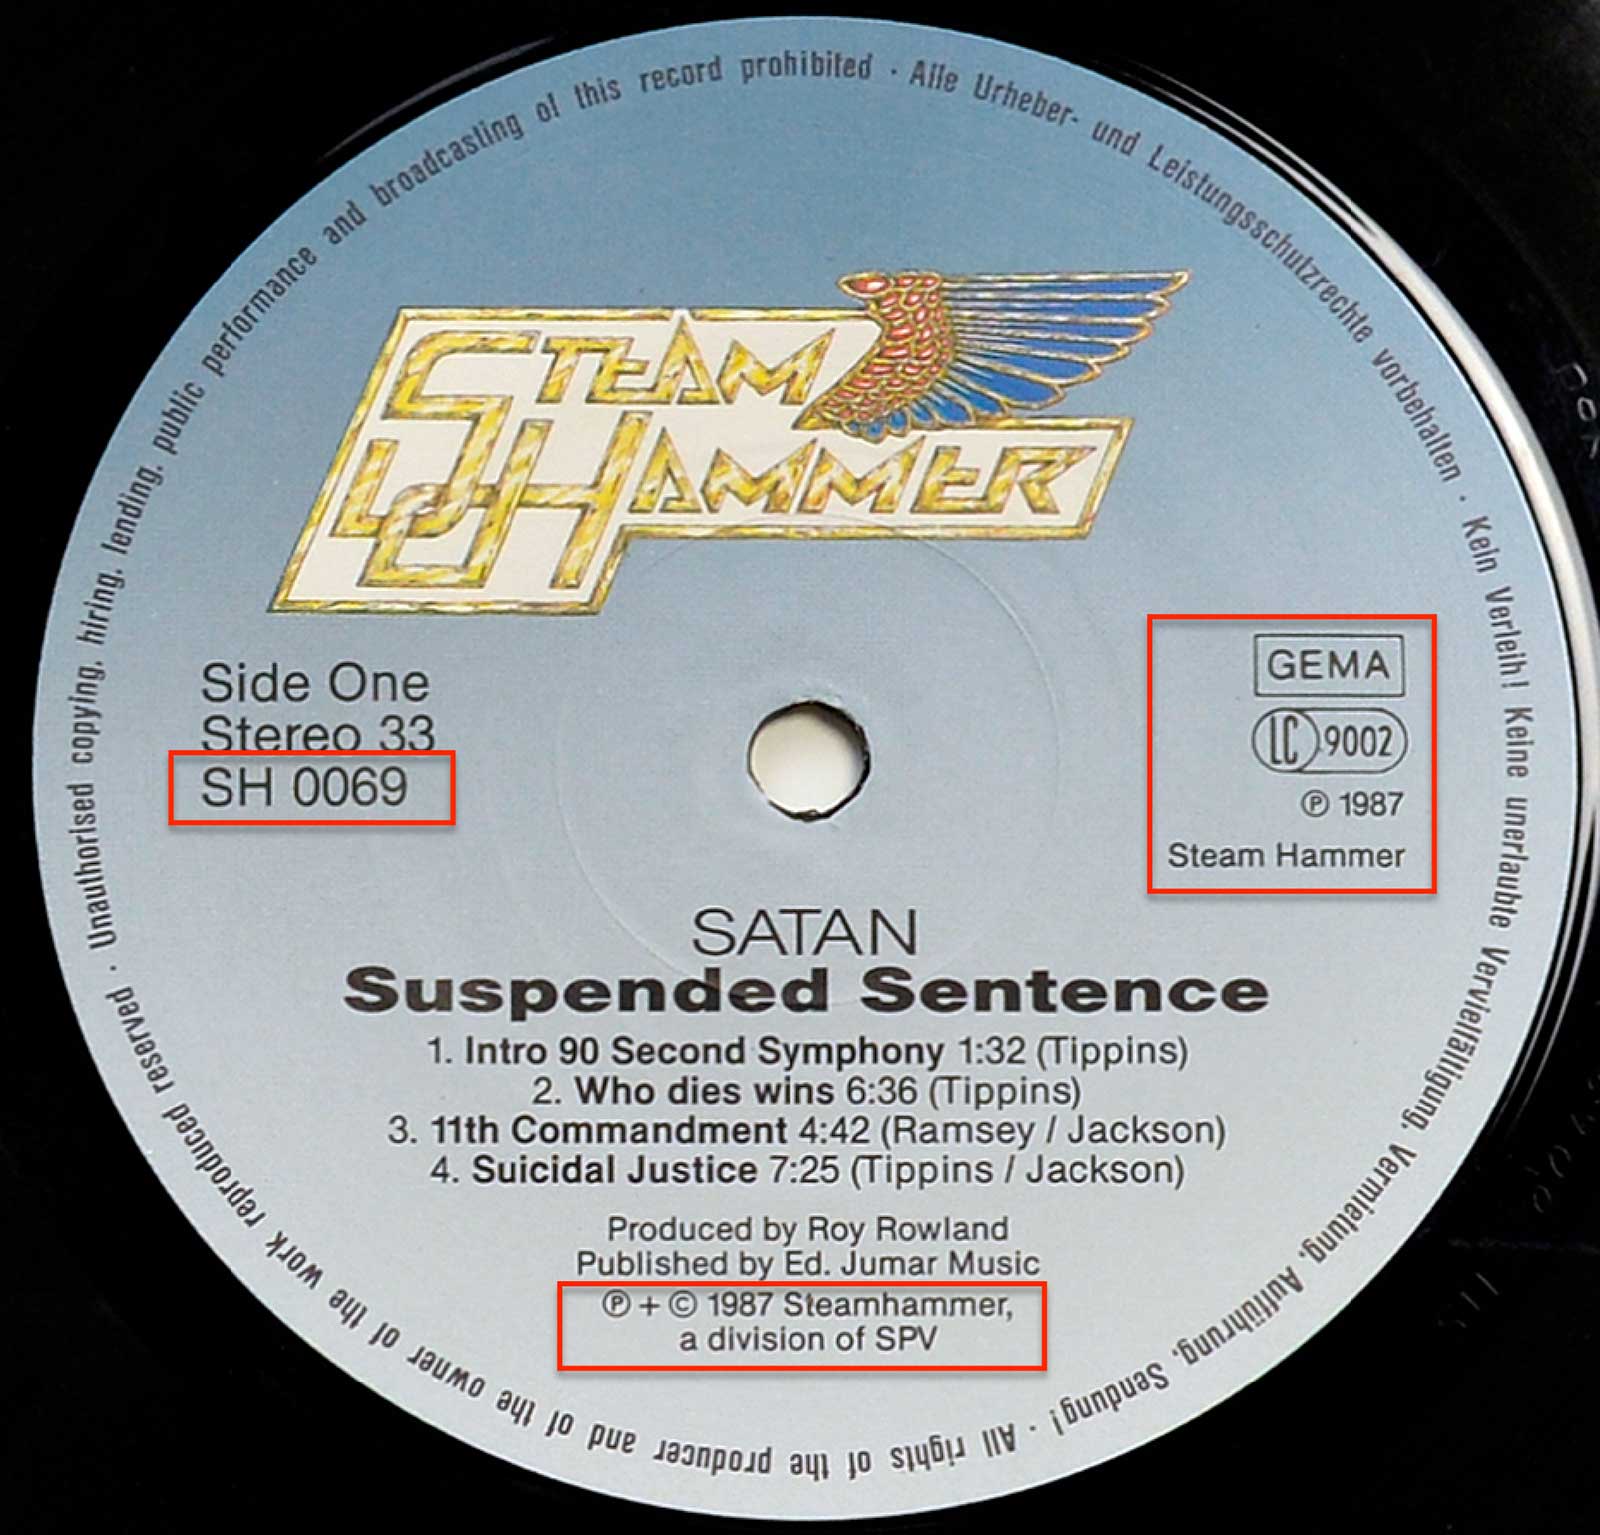 Unauthorised copying, hiring, lending, public performance and broadcasting of this record prohibited · Alle Urheber- und Leistungsschutzrechte vorbehalten · Kein Verleih! Keine unerlaubte Vervielfältigung, Vermietung, Aufführung, Sendung! · All rights of the producer and of the owner of the work reproduced reserved ·
STEAM
HAMMER
Side One
Stereo 33
SH 0069
GEMA
LC 9002
℗ 1987
Steam Hammer
SATAN
Suspended Sentence
1. Intro 90 Second Symphony 1:32 (Tippins)
2. Who dies wins 6:36 (Tippins)
3. 11th Commandment 4:42 (Ramsey / Jackson)
4. Suicidal Justice 7:25 (Tippins / Jackson)
Produced by Roy Rowland
Published by Ed. Jumar Music
℗ + © 1987 Steamhammer,
a division of SPV